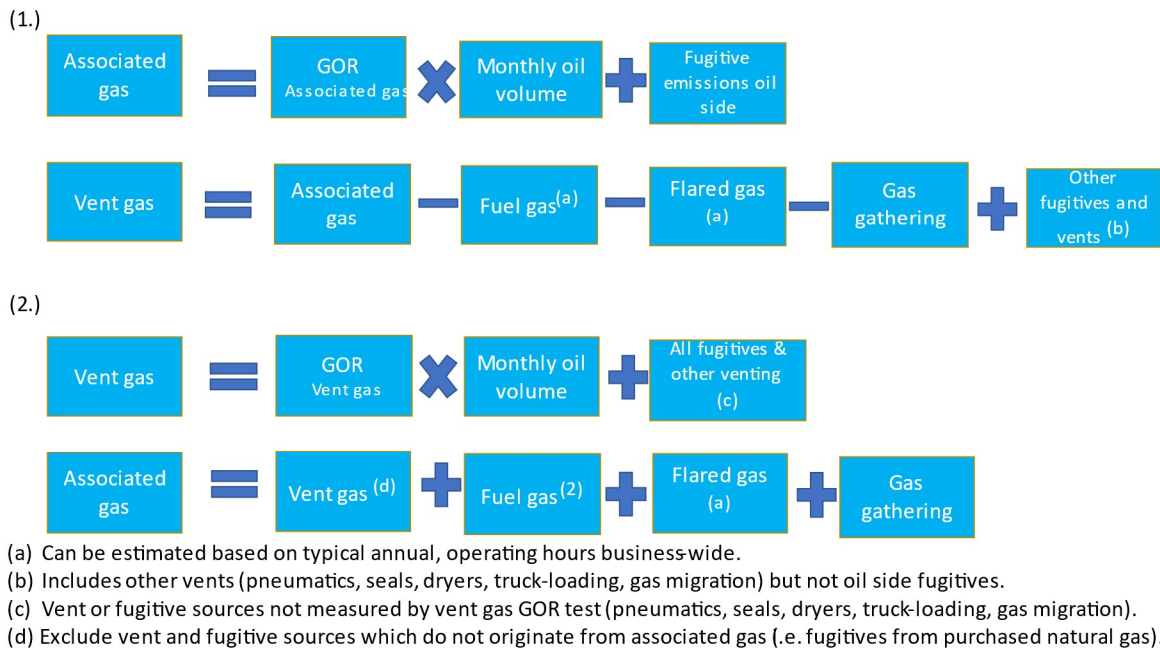 (1.)
Associated
gas
GOR
Associated gas
Monthly oil
volume
Fugitive
emissions oil
side
Vent gas
Associated
gas
Fuel gas(a)
Flared gas
(a)
Gas
gathering
Other
fugitives and
vents (b)
(2.)
Vent gas
GOR
Vent gas
Monthly oil
volume
All fugitives &
other venting
(c)
Associated
gas
Vent gas (d)
Fuel gas(2)
Flared gas
(a)
Gas
gathering
(a) Can be estimated based on typical annual, operating hours business-wide.
(b) Includes other vents (pneumatics, seals, dryers, truck-loading, gas migration) but not oil side fugitives.
(c) Vent or fugitive sources not measured by vent gas GOR test (pneumatics, seals, dryers, truck-loading, gas migration).
(d) Exclude vent and fugitive sources which do not originate from associated gas (i.e. fugitives from purchased natural gas).